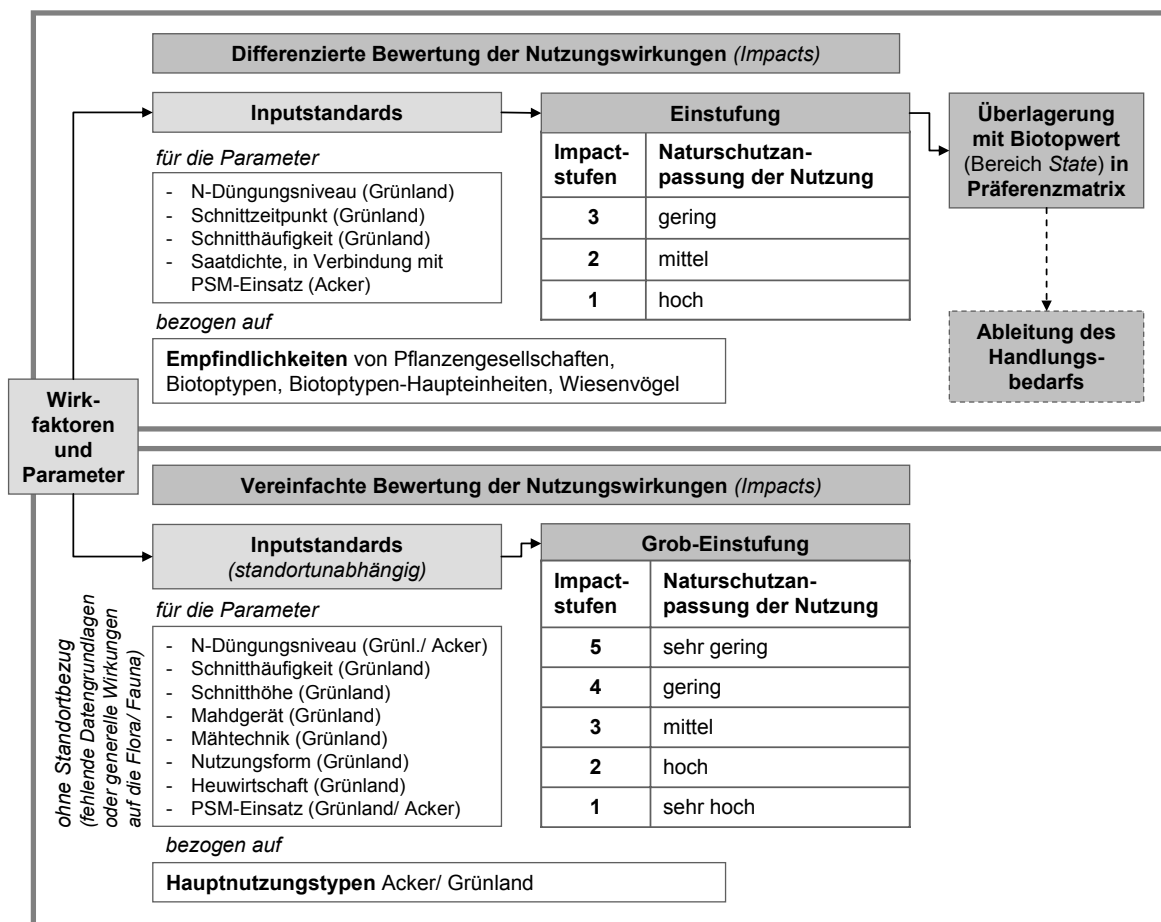 Differenzierte Bewertung der Nutzungswirkungen (Impacts)
Inputstandards
für die Parameter
- N-Düngungsniveau (Grünland)
- Schnittzeitpunkt (Grünland)
- Schnitthäufigkeit (Grünland)
- Saatdichte, in Verbindung mit
PSM-Einsatz (Acker)
bezogen auf
Empfindlichkeiten von Pflanzengesellschaften,
Biotoptypen, Biotoptypen-Haupteinheiten, Wiesenvögel
Einstufung
Impact-
stufen
Naturschutzan-
passung der Nutzung
3 gering
2 mittel
1 hoch
Überlagerung
mit Biotopwert
(Bereich State) in
Präferenzmatrix
Ableitung des
Handlungs-
bedarfs
Wirk-
faktoren
und
Parameter
Vereinfachte Bewertung der Nutzungswirkungen (Impacts)
ohne Standortbezug
(fehlende Datengrundlagen
oder generelle Wirkungen
auf die Flora/ Fauna)
Inputstandards
(standortunabhängig)
für die Parameter
- N-Düngungsniveau (Grünl./ Acker)
- Schnitthäufigkeit (Grünland)
- Schnitthöhe (Grünland)
- Mahdgerät (Grünland)
- Mähtechnik (Grünland)
- Nutzungsform (Grünland)
- Heuwirtschaft (Grünland)
- PSM-Einsatz (Grünland/ Acker)
bezogen auf
Hauptnutzungstypen Acker/ Grünland
Grob-Einstufung
Impact-
stufen
Naturschutzan-
passung der Nutzung
5 sehr gering
4 gering
3 mittel
2 hoch
1 sehr hoch